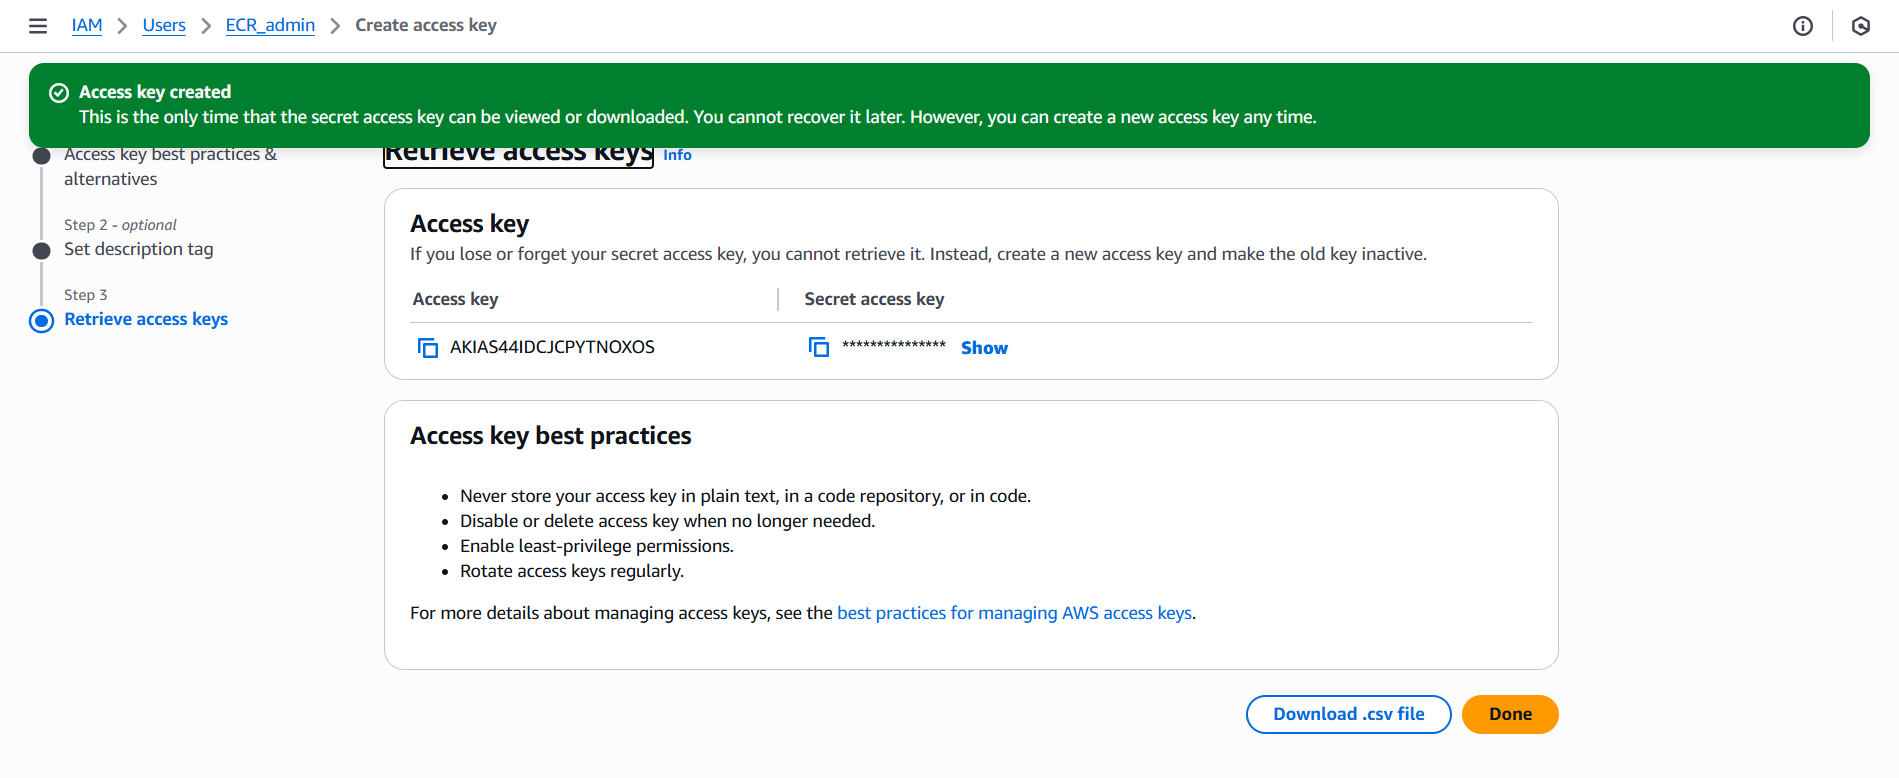 IAM > Users > ECR_admin > Create access key
Access key created
This is the only time that the secret access key can be viewed or downloaded. You cannot recover it later. However, you can create a new access key any time.
Access key best practices &
alternatives
Step 2 - optional
Set description tag
Step 3
Retrieve access keys
Retrieve access keys Info
Access key
If you lose or forget your secret access key, you cannot retrieve it. Instead, create a new access key and make the old key inactive.
Access key Secret access key
AKIAS44IDCJCPYTNOXOS *************** Show
Access key best practices
• Never store your access key in plain text, in a code repository, or in code.
• Disable or delete access key when no longer needed.
• Enable least-privilege permissions.
• Rotate access keys regularly.
For more details about managing access keys, see the best practices for managing AWS access keys.
Download .csv file Done